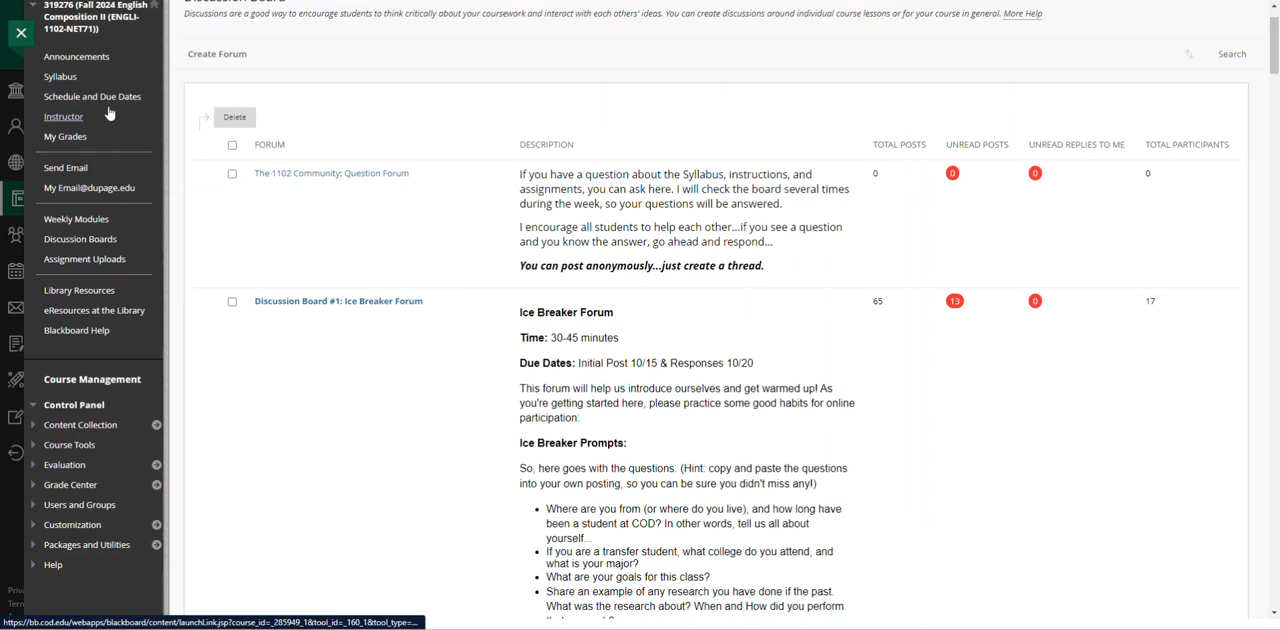 319276 (Fall 2024 English
Composition II (ENGLI-
1102-NET71))
Announcements
Syllabus
Schedule and Due Dates
Instructor
My Grades
Send Email
My Email@dupage.edu
Weekly Modules
Discussion Boards
Assignment Uploads
Library Resources
eResources at the Library
Blackboard Help
Course Management
Control Panel
Content Collection
Course Tools
Evaluation
Grade Center
Users and Groups
Customization
Packages and Utilities
Help
https://bb.cod.edu/webapps/blackboard/content/launchLink.jsp?course_id=_285949_1&tool_id=_160_1&tool_type=...
Discussions are a good way to encourage students to think critically about your coursework and interact with each others' ideas. You can create discussions around individual course lessons or for your course in general. More Help
Create Forum
Search
Delete
FORUM DESCRIPTION TOTAL POSTS UNREAD POSTS UNREAD REPLIES TO ME TOTAL PARTICIPANTS
The 1102 Community: Question Forum
If you have a question about the Syllabus, instructions, and
assignments, you can ask here. I will check the board several times
during the week, so your questions will be answered.
I encourage all students to help each other...if you see a question
and you know the answer, go ahead and respond...
You can post anonymously...just create a thread.
0 0 0 0
Discussion Board #1: Ice Breaker Forum
65 13 0 17
Ice Breaker Forum
Time: 30-45 minutes
Due Dates: Initial Post 10/15 & Responses 10/20
This forum will help us introduce ourselves and get warmed up! As
you're getting started here, please practice some good habits for online
participation:
Ice Breaker Prompts:
So, here goes with the questions. (Hint: copy and paste the questions
into your own posting, so you can be sure you didn't miss any!)
• Where are you from (or where do you live), and how long have
been a student at COD? In other words, tell us all about
yourself...
• If you are a transfer student, what college do you attend, and
what is your major?
• What are your goals for this class?
• Share an example of any research you have done if the past.
What was the research about? When and How did you perform